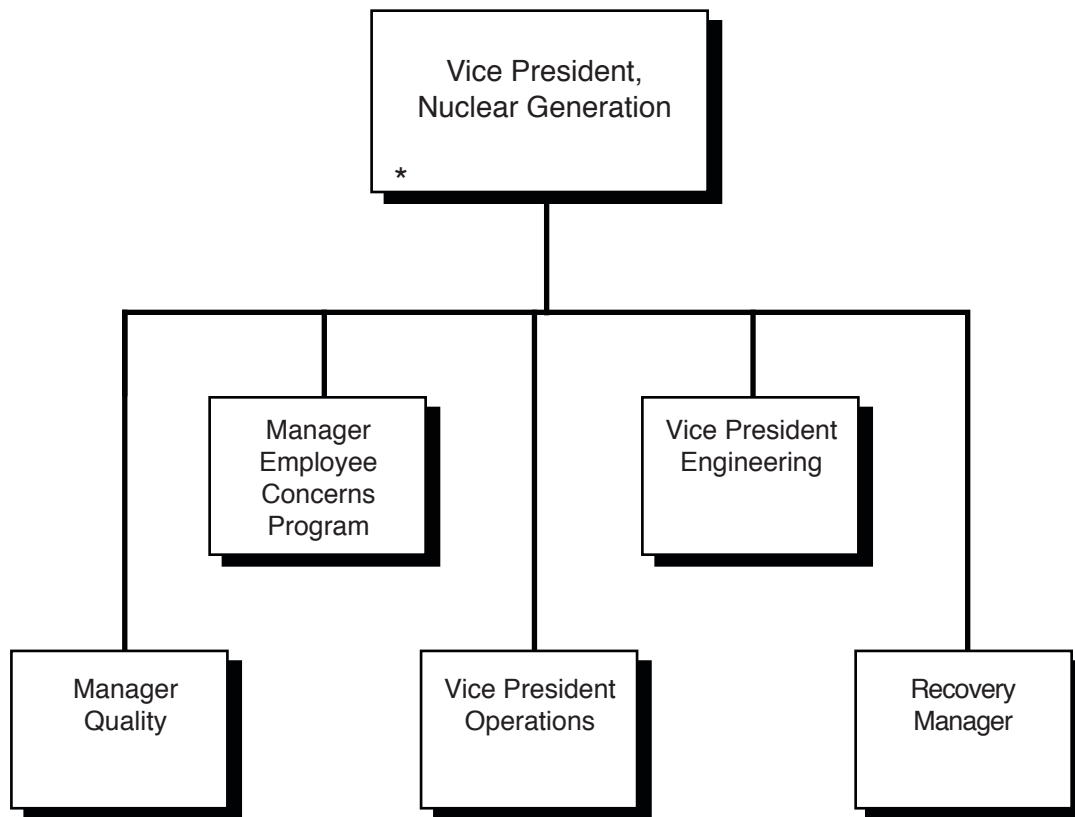 Vice President,
Nuclear Generation
*
Manager
Employee
Concerns
Program
Vice President
Engineering
Manager
Quality
Vice President
Operations
Recovery
Manager